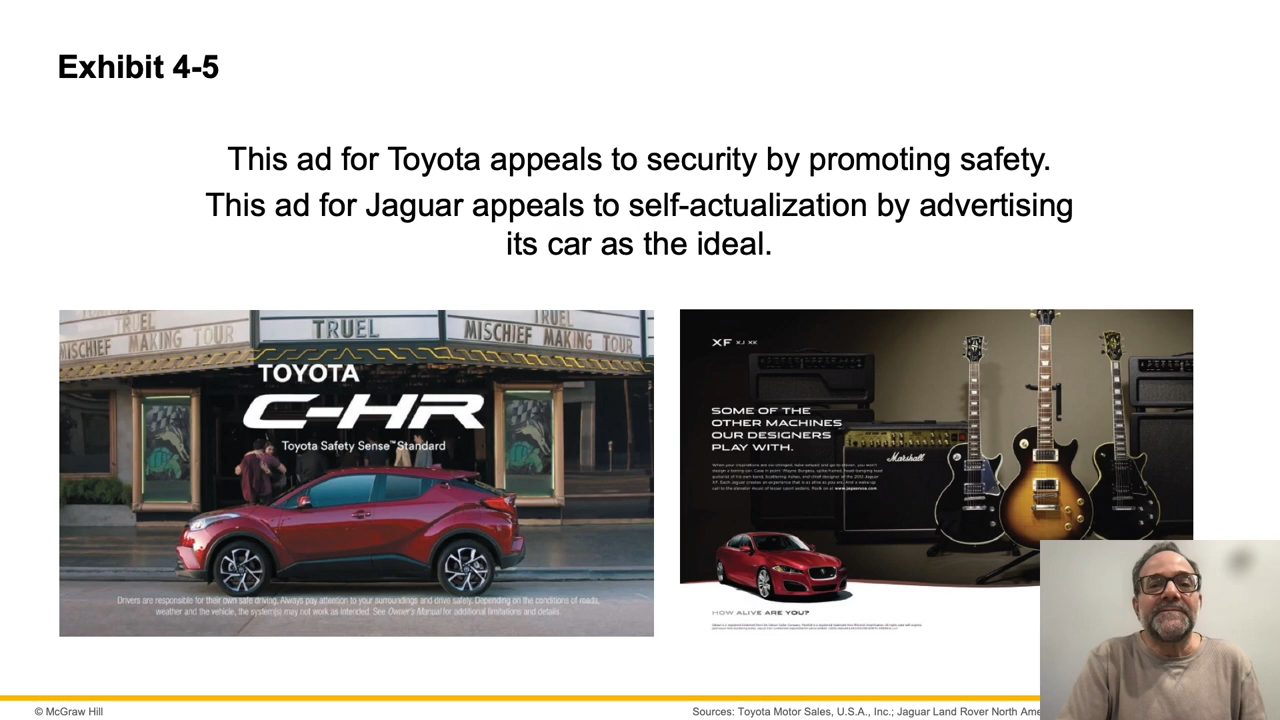 Exhibit 4-5
This ad for Toyota appeals to security by promoting safety.
This ad for Jaguar appeals to self-actualization by advertising
its car as the ideal.
TRUEL
MISCHIEF MAKING TOUR
TRUEL
TRUEL
MISCHIEF MAKING TOUR
TOYOTA
C-HR
Toyota Safety Sense™ Standard
Drivers are responsible for their own safe driving. Always pay attention to your surroundings and drive safely. Depending on the conditions of roads,
weather and the vehicle, the system(s) may not work as intended. See Owner's Manual for additional limitations and details.
XF XJ XK
SOME OF THE
OTHER MACHINES
OUR DESIGNERS
PLAY WITH.
Marshall
HOW ALIVE ARE YOU?
© McGraw Hill
Sources: Toyota Motor Sales, U.S.A., Inc.; Jaguar Land Rover North Ame